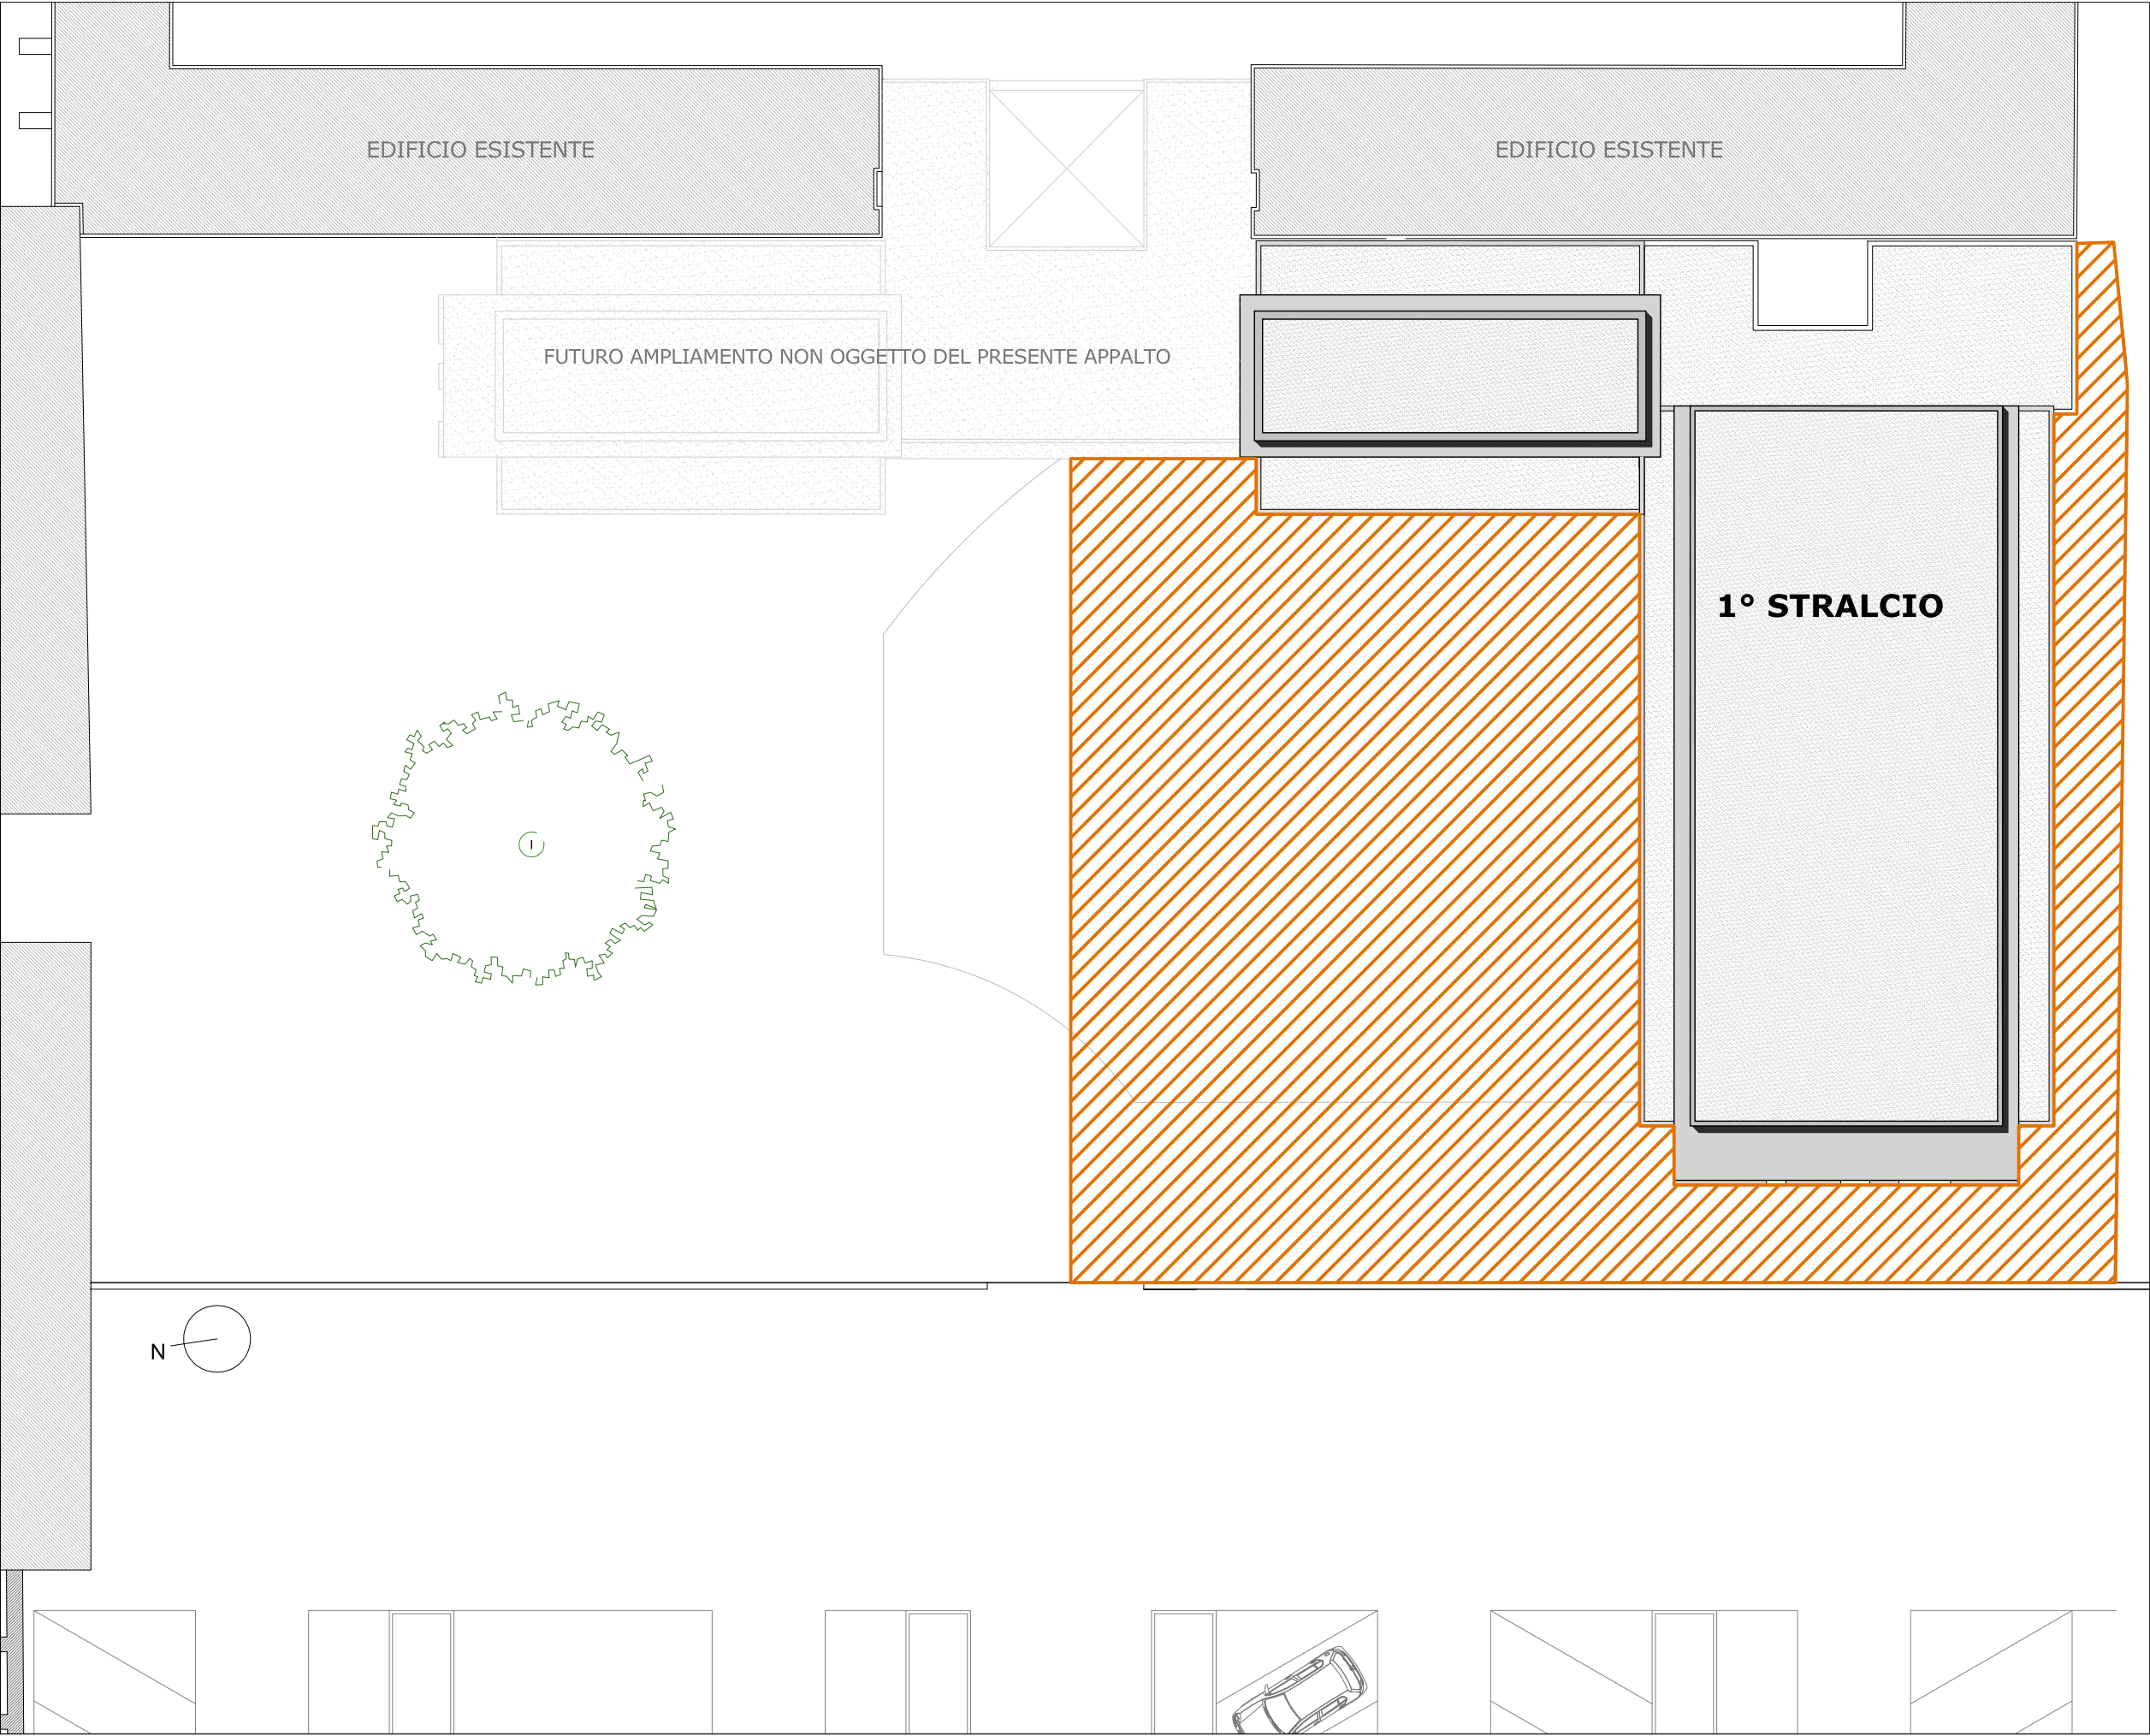 EDIFICIO ESISTENTE
EDIFICIO ESISTENTE
FUTURO AMPLIAMENTO NON OGGETTO DEL PRESENTE APPALTO
1° STRALCIO
N